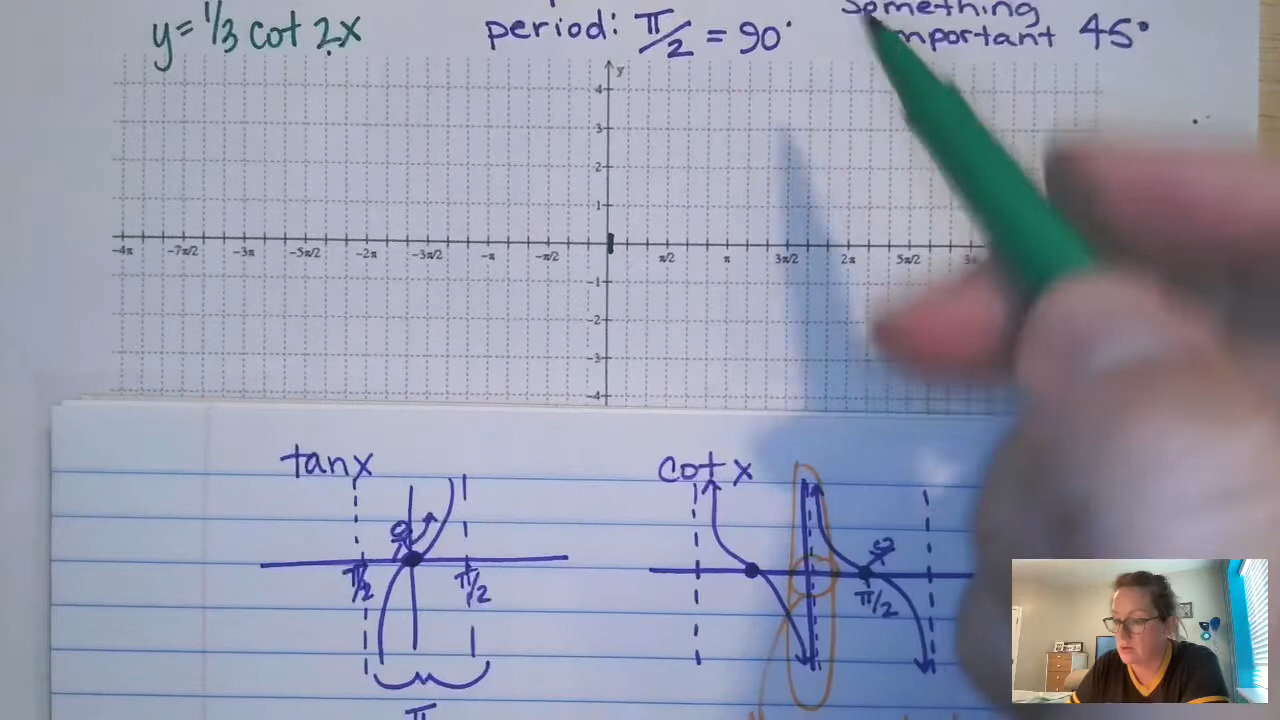 y = 1/3 cot 2x
period: π/2 = 90°
something
important 45°
y
4
3
2
1
-4π -7π/2 -3π -5π/2 -2π -3π/2 -π -π/2 π/2 π 3π/2 2π 5π/2
-1
-2
-3
-4
tan x cot x
π/2 π/2 π/2
π